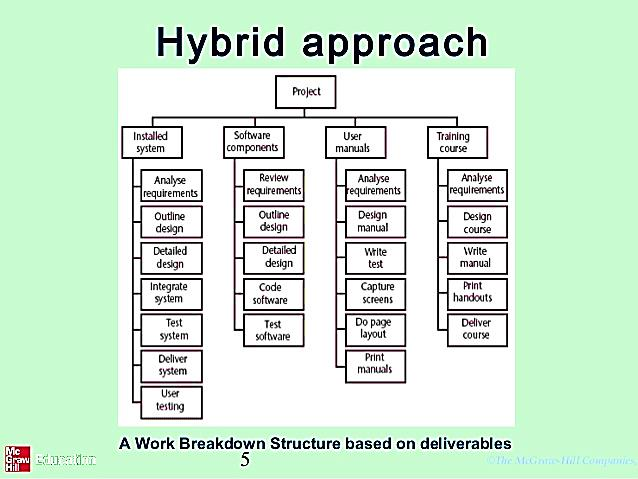 Hybrid approach
Project
Installed
system
Software
components
User
manuals
Training
course
Analyse
requirements
Outline
design
Detailed
design
Integrate
system
Test
system
Deliver
system
User
testing
Review
requirements
Outline
design
Detailed
design
Code
software
Test
software
Analyse
requirements
Design
manual
Write
test
Capture
screens
Do page
layout
Print
manuals
Analyse
requirements
Design
course
Write
manual
Print
handouts
Deliver
course
A Work Breakdown Structure based on deliverables
Mc
Graw
Hill
Education
5
©The McGraw-Hill Companies,